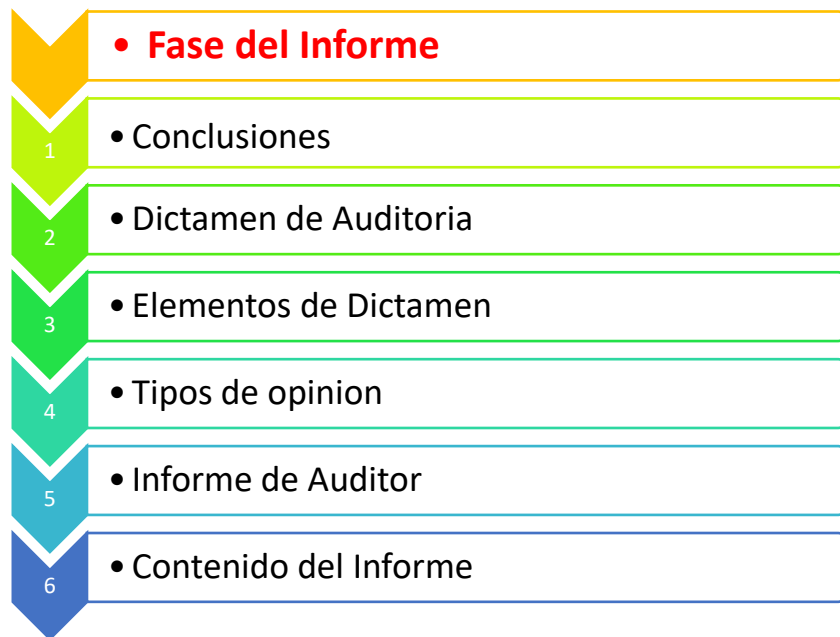 • Fase del Informe
1 • Conclusiones
2 • Dictamen de Auditoria
3 • Elementos de Dictamen
4 • Tipos de opinion
5 • Informe de Auditor
6 • Contenido del Informe